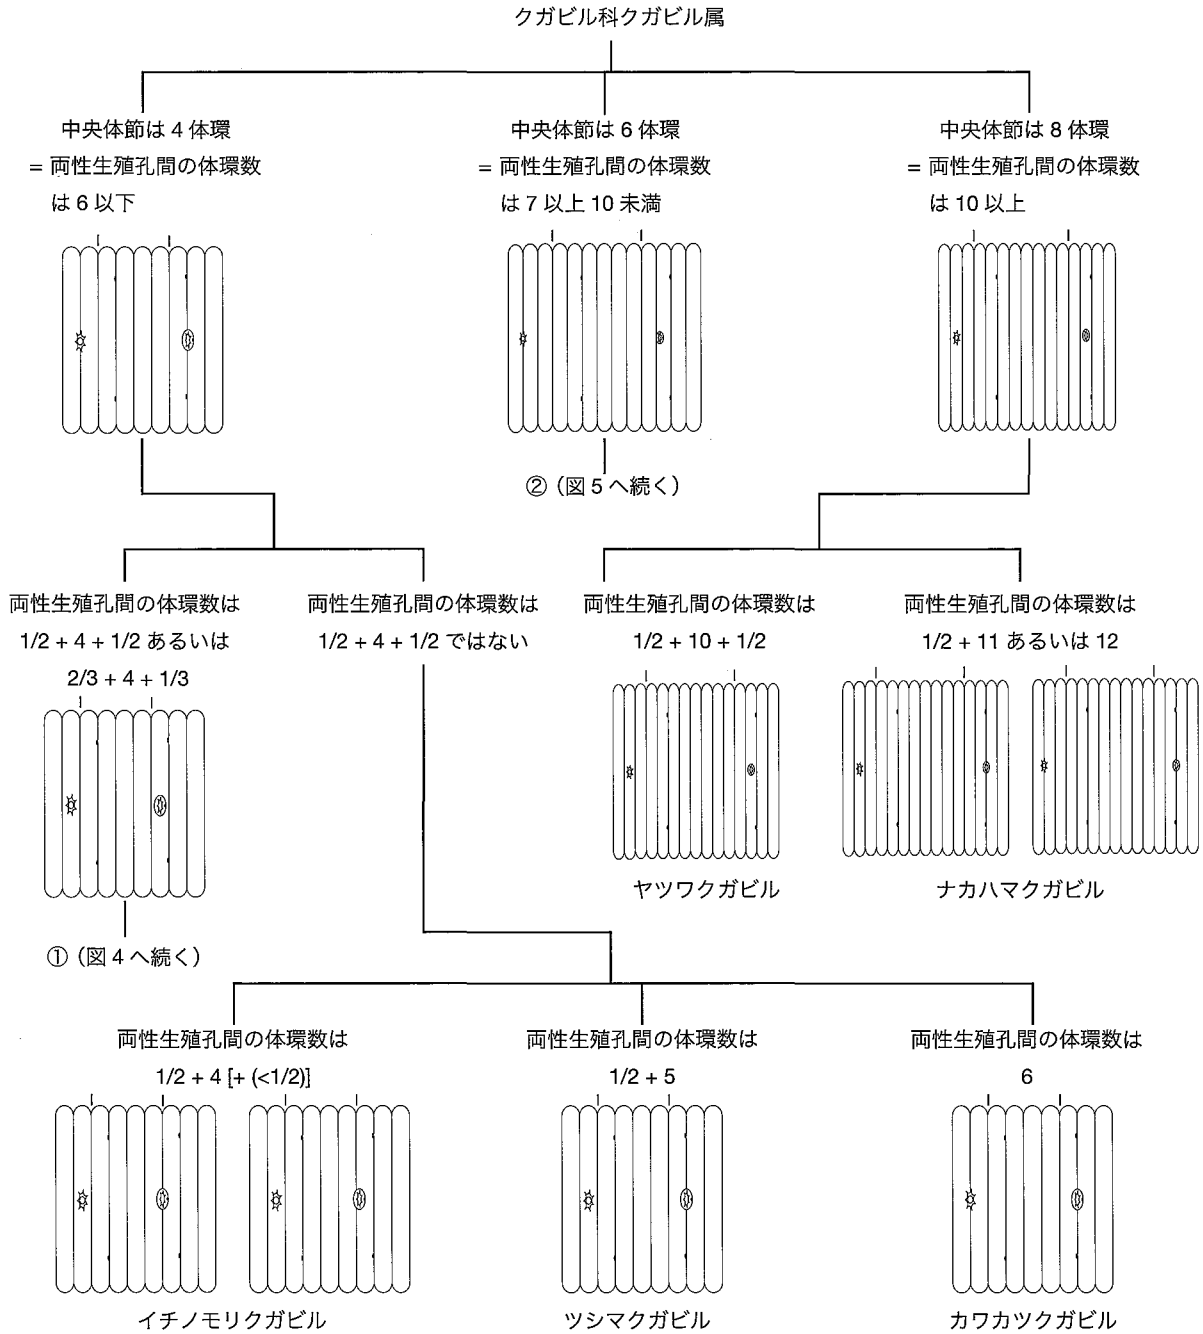 クガビル科クガビル属
中央体節は 4 体環
= 両性生殖孔間の体環数
は 6 以下
中央体節は 6 体環
= 両性生殖孔間の体環数
は 7 以上 10 未満
中央体節は 8 体環
= 両性生殖孔間の体環数
は 10 以上
② (図 5 へ続く)
両性生殖孔間の体環数は
1/2 + 4 + 1/2 あるいは
2/3 + 4 + 1/3
両性生殖孔間の体環数は
1/2 + 4 + 1/2 ではない
両性生殖孔間の体環数は
1/2 + 10 + 1/2
両性生殖孔間の体環数は
1/2 + 11 あるいは 12
ヤツワクガビル
ナカハマクガビル
① (図 4 へ続く)
両性生殖孔間の体環数は
1/2 + 4 [+ (<1/2)]
両性生殖孔間の体環数は
1/2 + 5
両性生殖孔間の体環数は
6
イチノモリクガビル
ツシマクガビル
カワカツクガビル